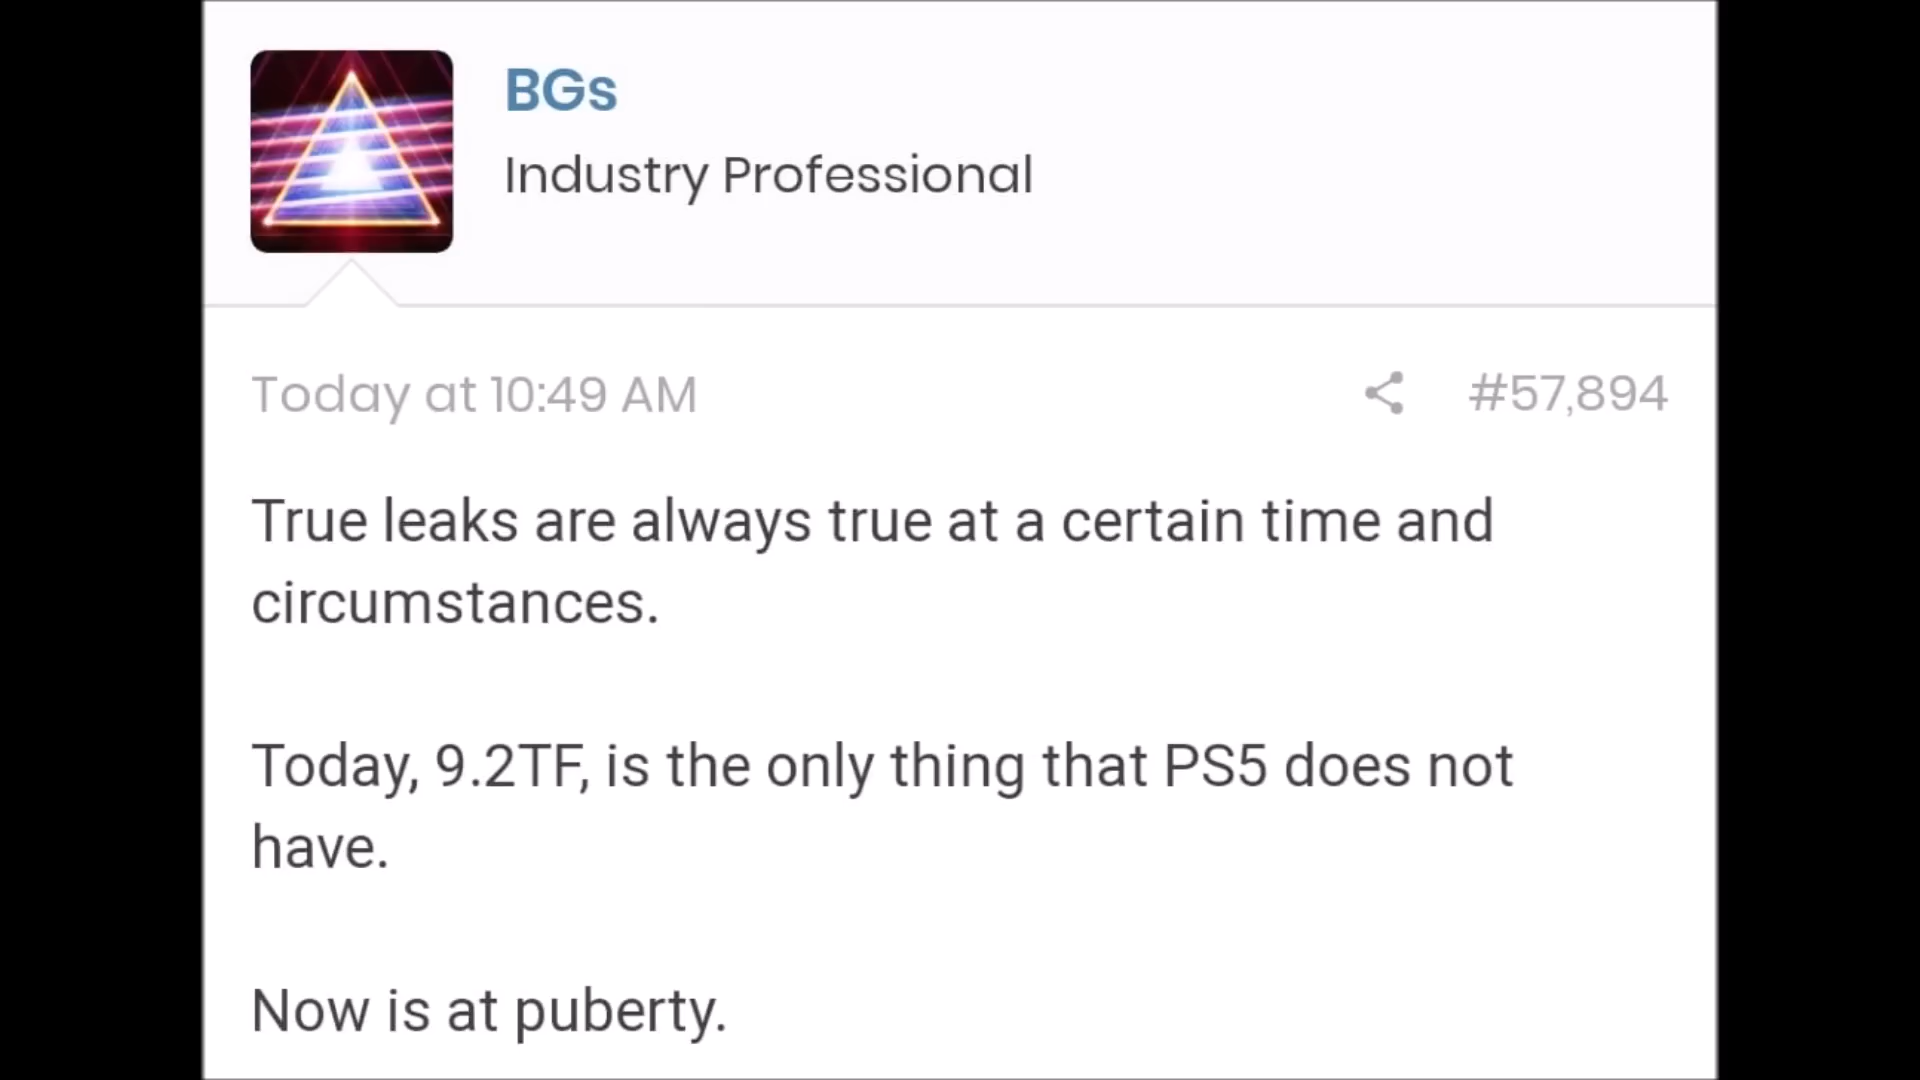 BGs
Industry Professional
Today at 10:49 AM
#57,894
True leaks are always true at a certain time and
circumstances.
Today, 9.2TF, is the only thing that PS5 does not
have.
Now is at puberty.